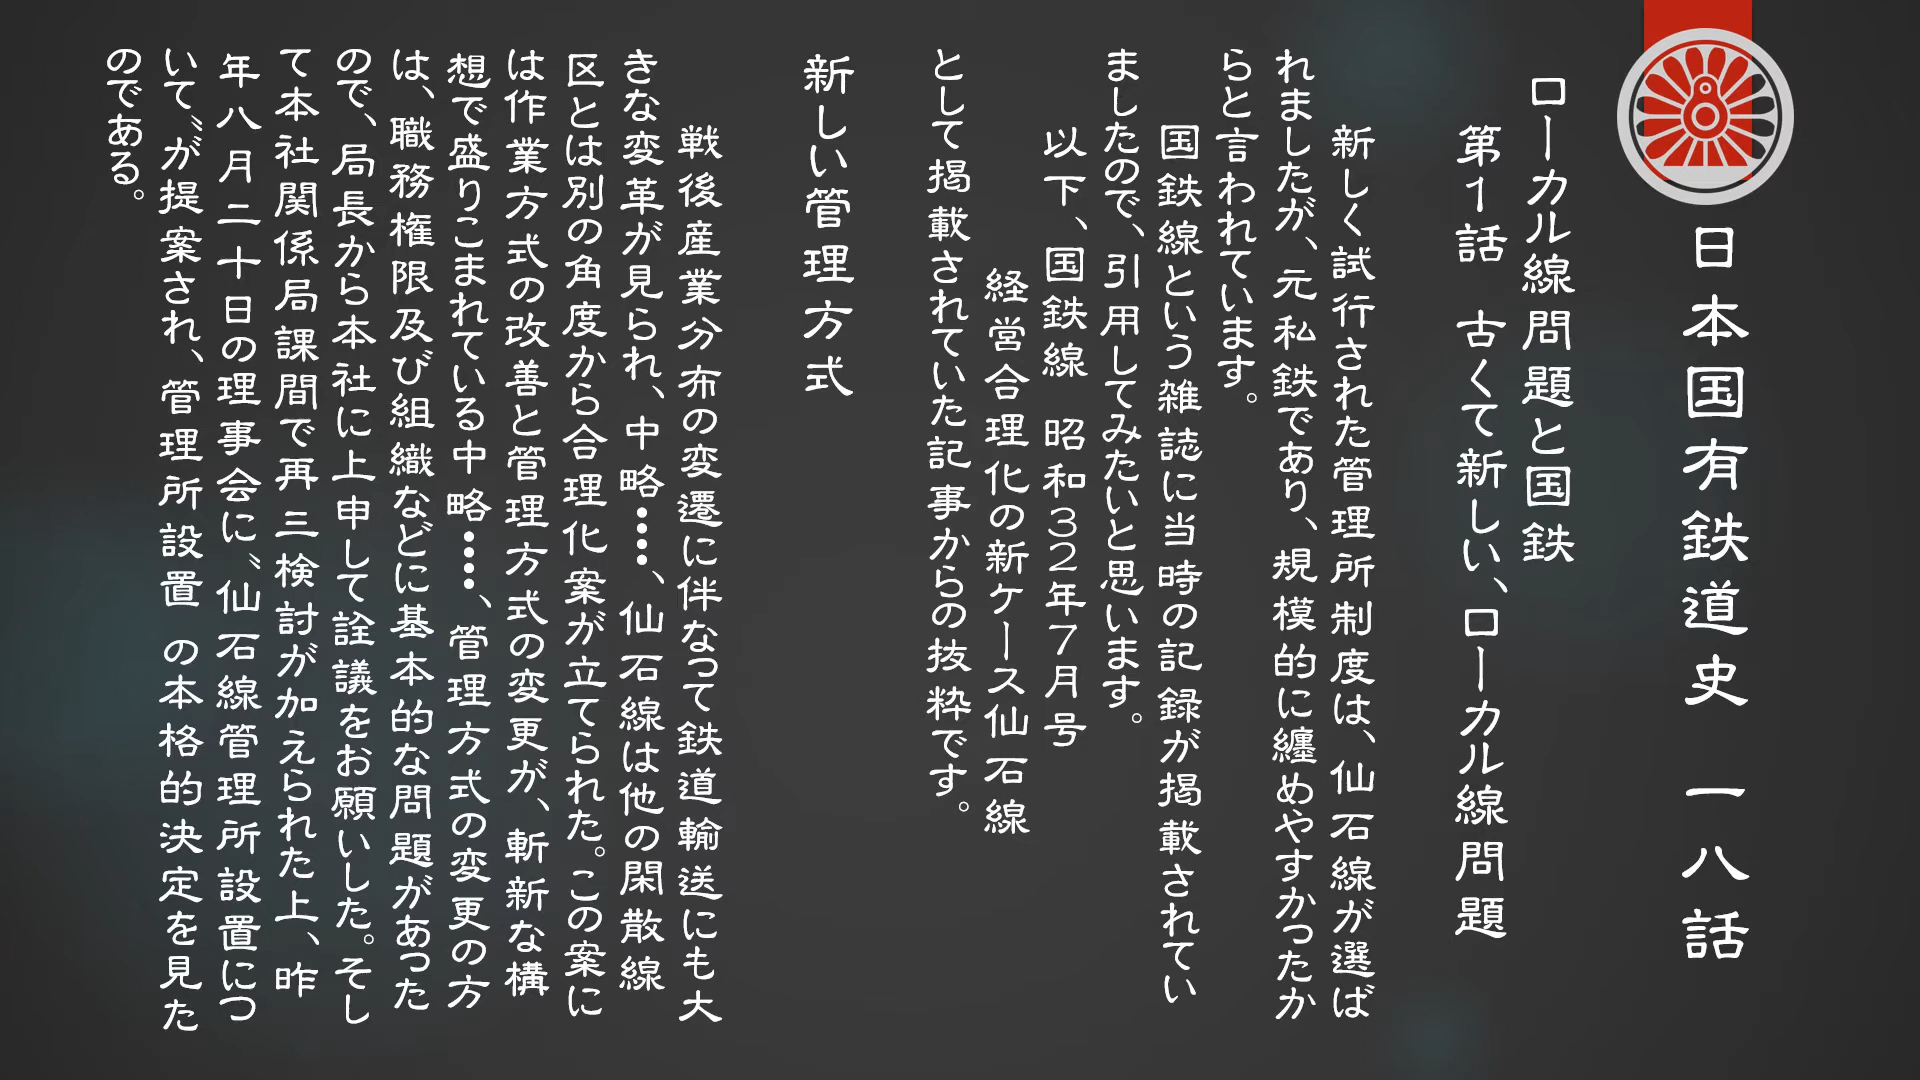 日本国有鉄道史 一八話
ローカル線問題と国鉄
第1話 古くて新しい、ローカル線問題
新しく試行された管理所制度は、仙石線が選ば
れましたが、元私鉄であり、規模的に纏めやすかったか
らと言われています。
国鉄線という雑誌に当時の記録が掲載されてい
ましたので、引用してみたいと思います。
以下、国鉄線 昭和32年7月号
経営合理化の新ケース仙石線
として掲載されていた記事からの抜粋です。
新しい管理方式
戦後産業分布の変遷に伴なって鉄道輸送にも大
きな変革が見られ、中略……、仙石線は他の閑散線
区とは別の角度から合理化案が立てられた。この案に
は作業方式の改善と管理方式の変更が、斬新な構
想で盛りこまれている中略……、管理方式の変更の方
は、職務権限及び組織などに基本的な問題があった
ので、局長から本社に上申して詮議をお願いした。そし
て本社関係局課間で再三検討が加えられた上、昨
年八月二十日の理事会に〝仙石線管理所設置につ
いて〟が提案され、管理所設置 の本格的決定を見た
のである。